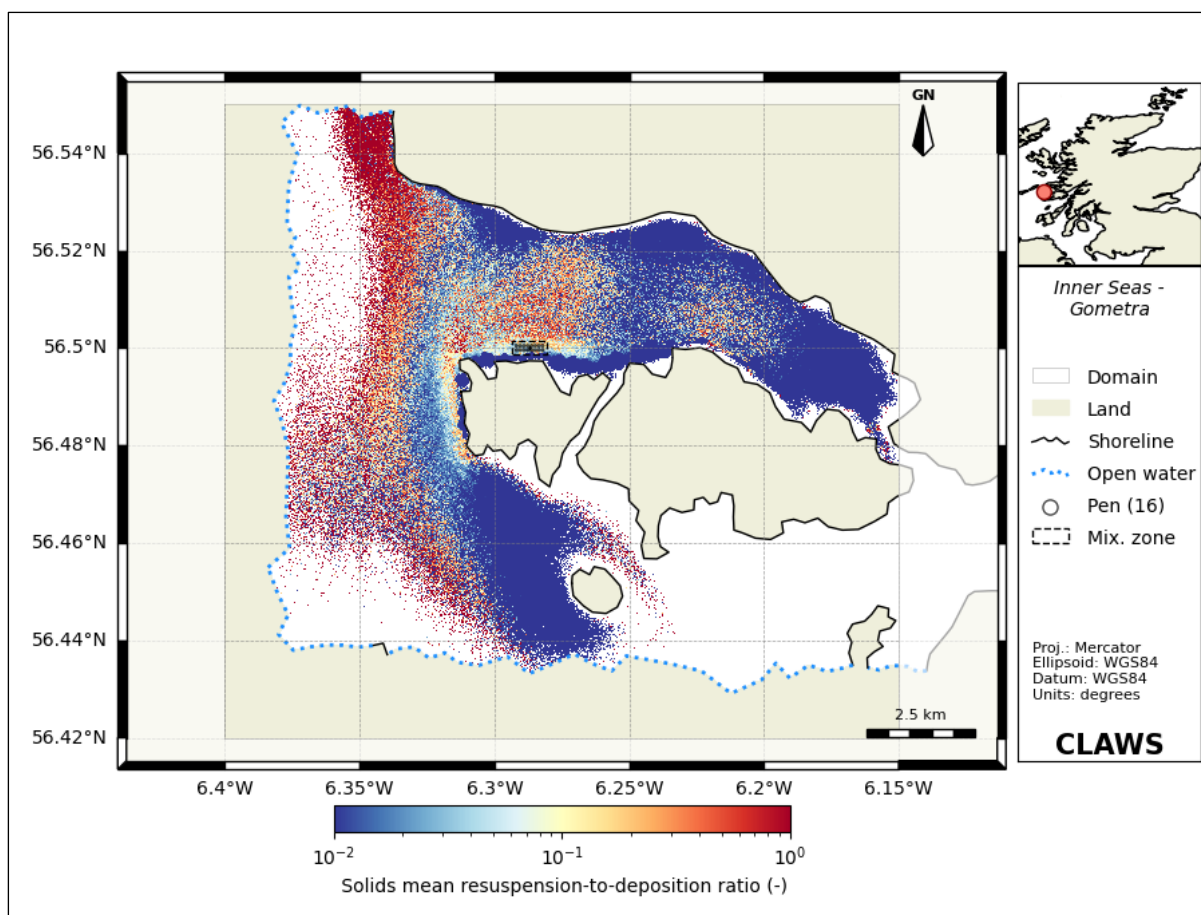 GN
56.54°N
56.52°N
56.5°N
56.48°N
56.46°N
56.44°N
56.42°N
6.4°W
6.35°W
6.3°W
6.25°W
6.2°W
6.15°W
2.5 km
10⁻²
10⁻¹
10⁰
Solids mean resuspension-to-deposition ratio (-)
Inner Seas -
Gometra
Domain
Land
Shoreline
Open water
Pen (16)
Mix. zone
Proj.: Mercator
Ellipsoid: WGS84
Datum: WGS84
Units: degrees
CLAWS